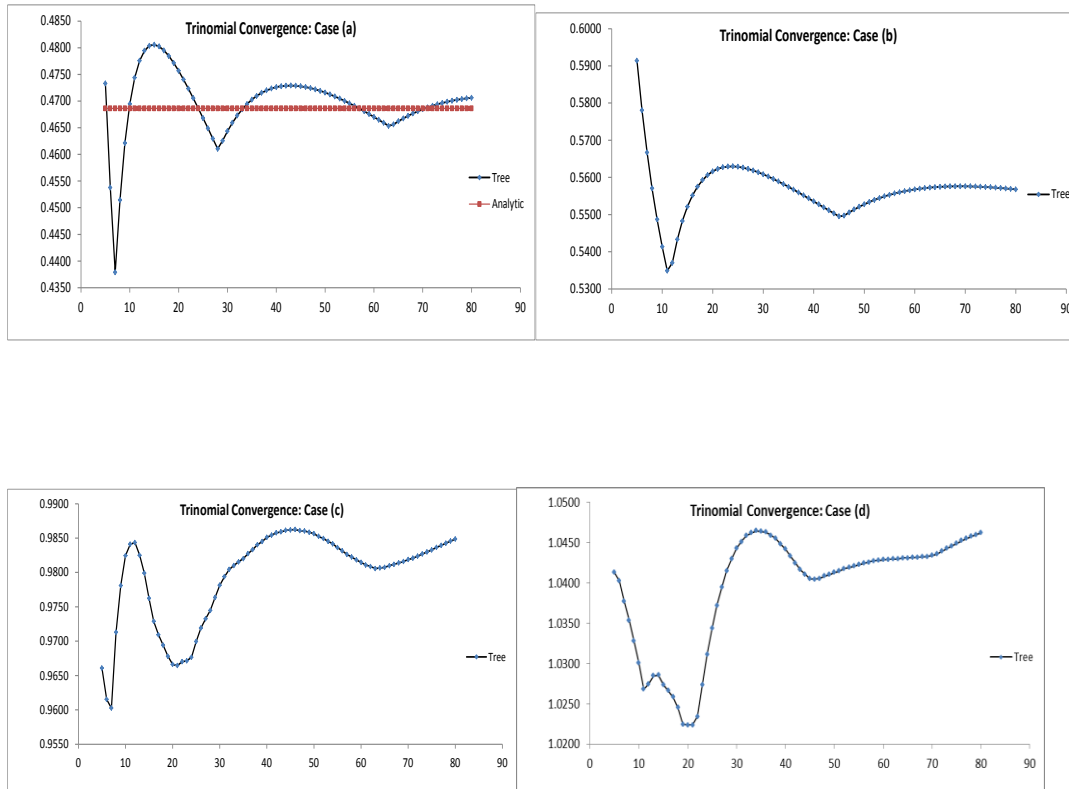 Trinomial Convergence: Case (a)
0.4850
0.4800
0.4750
0.4700
0.4650
0.4600
0.4550
0.4500
0.4450
0.4400
0.4350
0 10 20 30 40 50 60 70 80 90
Tree
Analytic
Trinomial Convergence: Case (b)
0.6000
0.5900
0.5800
0.5700
0.5600
0.5500
0.5400
0.5300
0 10 20 30 40 50 60 70 80 90
Tree
Trinomial Convergence: Case (c)
0.9900
0.9850
0.9800
0.9750
0.9700
0.9650
0.9600
0.9550
0 10 20 30 40 50 60 70 80 90
Tree
Trinomial Convergence: Case (d)
1.0500
1.0450
1.0400
1.0350
1.0300
1.0250
1.0200
0 10 20 30 40 50 60 70 80 90
Tree